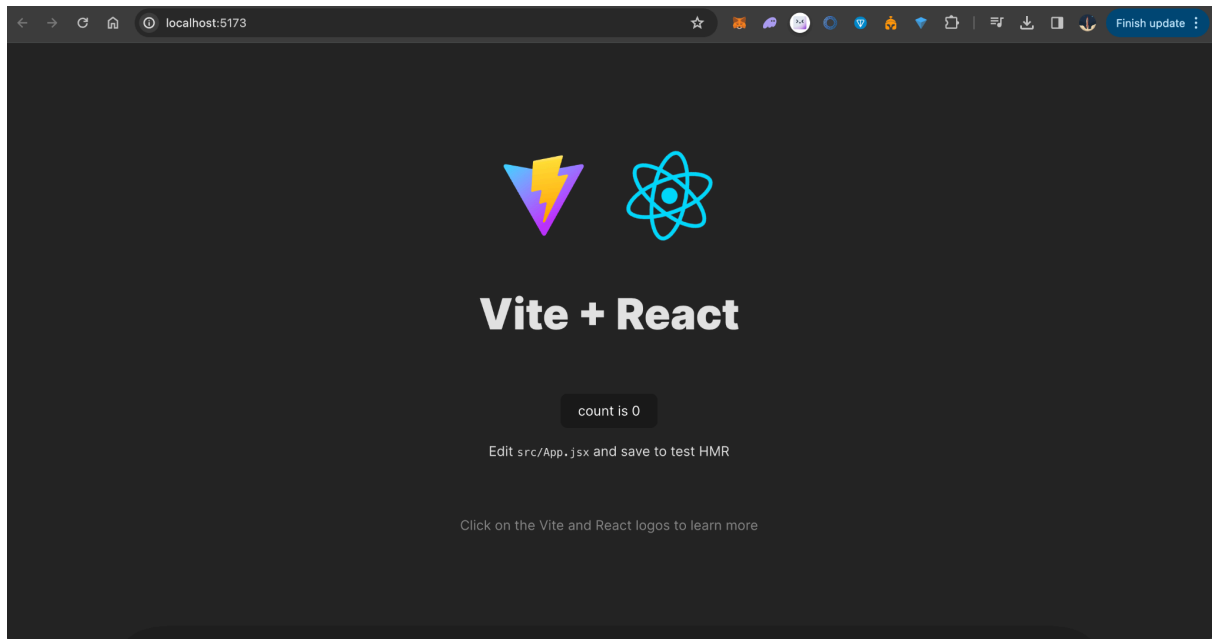 localhost:5173
Finish update
Vite + React
count is 0
Edit src/App.jsx and save to test HMR
Click on the Vite and React logos to learn more